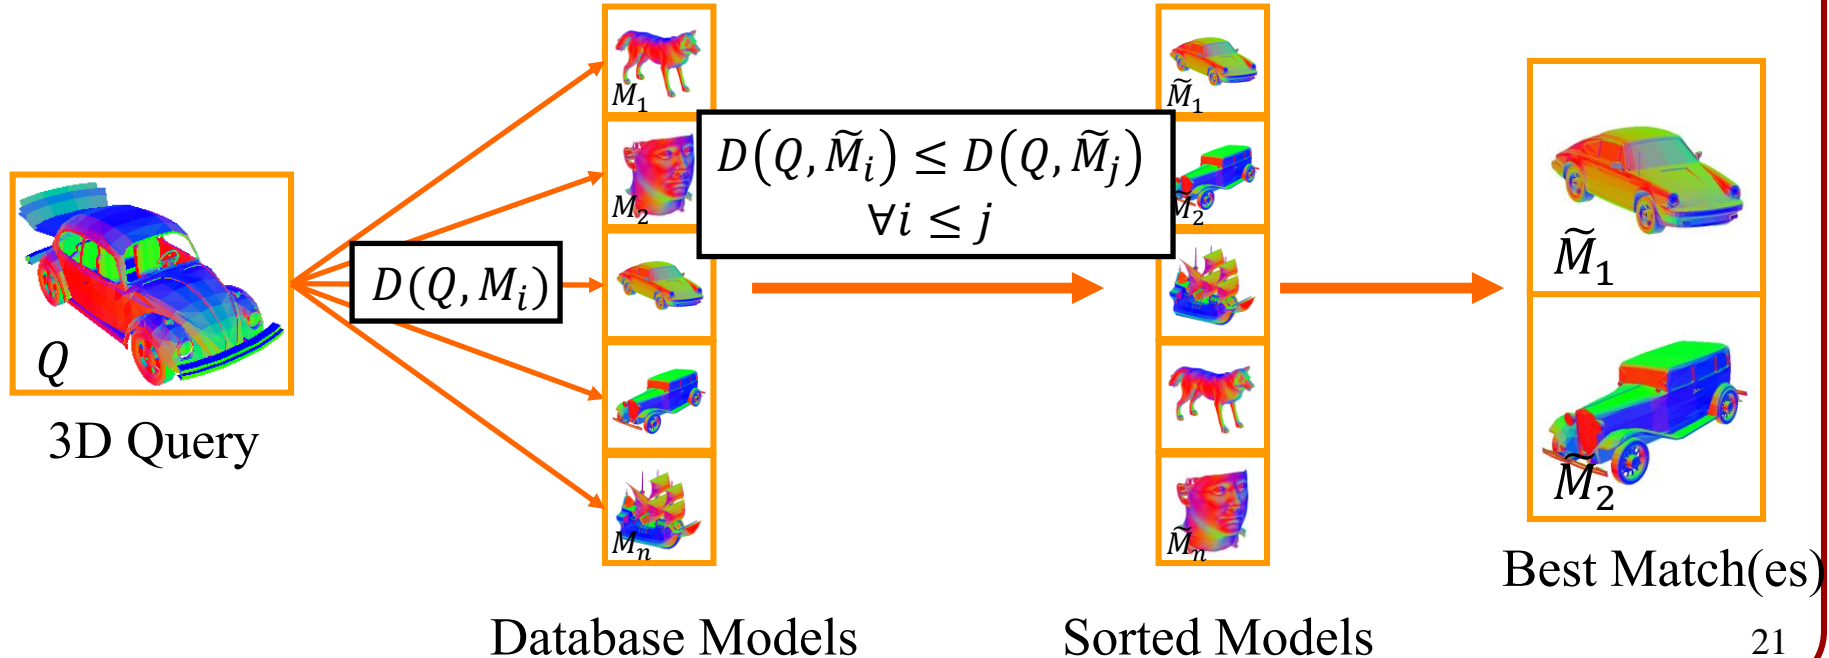 Q
3D Query
D(Q, Mᵢ)
M₁
M₂
Mₙ
Database Models
D(Q, M̃ᵢ) ≤ D(Q, M̃ⱼ)
∀i ≤ j
M̃₁
M̃₂
M̃ₙ
Sorted Models
M̃₁
M̃₂
Best Match(es)
21